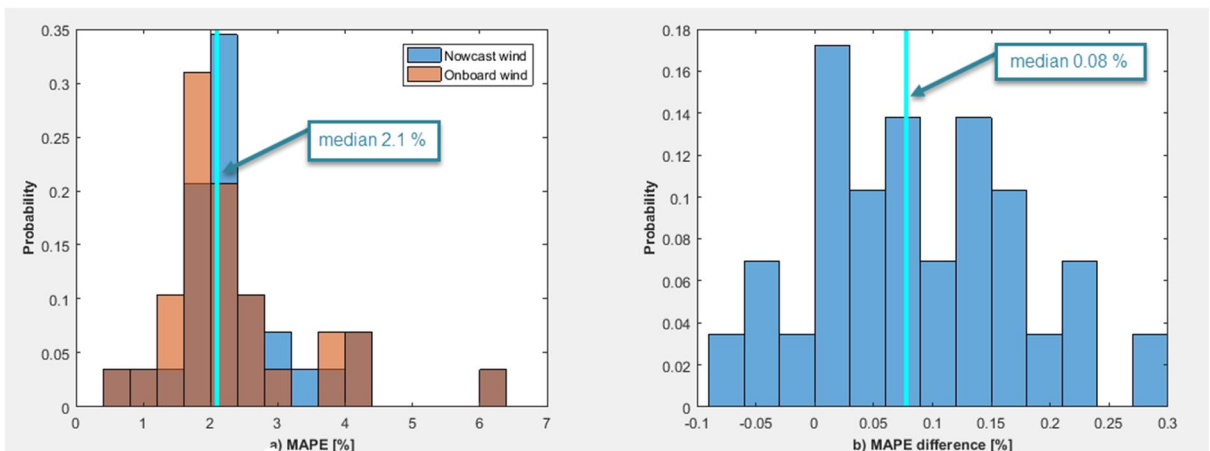 0.35
0.3
0.25
0.2
0.15
0.1
0.05
0
Probability
Nowcast wind
Onboard wind
median 2.1 %
0 1 2 3 4 5 6 7
a) MAPE [%]
0.18
0.16
0.14
0.12
0.1
0.08
0.06
0.04
0.02
0
Probability
median 0.08 %
-0.1 -0.05 0 0.05 0.1 0.15 0.2 0.25 0.3
b) MAPE difference [%]